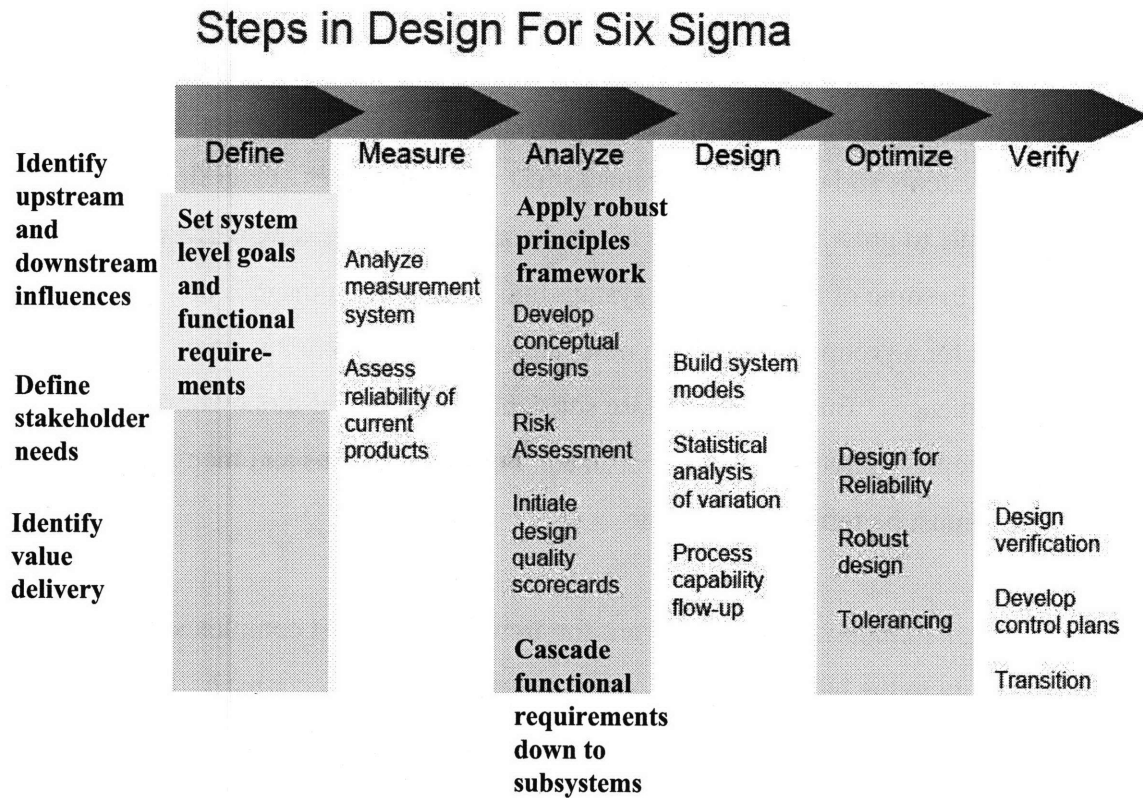 Steps in Design For Six Sigma
Define
Measure
Analyze
Design
Optimize
Verify
Identify
upstream
and
downstream
influences
Define
stakeholder
needs
Identify
value
delivery
Set system
level goals
and
functional
require-
ments
Analyze
measurement
system
Assess
reliability of
current
products
Apply robust
principles
framework
Develop
conceptual
designs
Risk
Assessment
Initiate
design
quality
scorecards
Cascade
functional
requirements
down to
subsystems
Build system
models
Statistical
analysis
of variation
Process
capability
flow-up
Design for
Reliability
Robust
design
Tolerancing
Design
verification
Develop
control plans
Transition